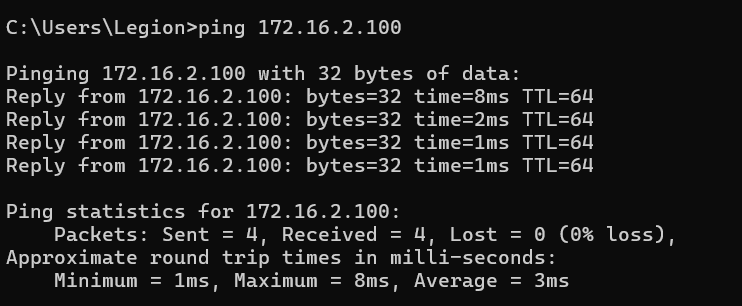 C:\Users\Legion>ping 172.16.2.100
Pinging 172.16.2.100 with 32 bytes of data:
Reply from 172.16.2.100: bytes=32 time=8ms TTL=64
Reply from 172.16.2.100: bytes=32 time=2ms TTL=64
Reply from 172.16.2.100: bytes=32 time=1ms TTL=64
Reply from 172.16.2.100: bytes=32 time=1ms TTL=64
Ping statistics for 172.16.2.100:
    Packets: Sent = 4, Received = 4, Lost = 0 (0% loss),
Approximate round trip times in milli-seconds:
    Minimum = 1ms, Maximum = 8ms, Average = 3ms